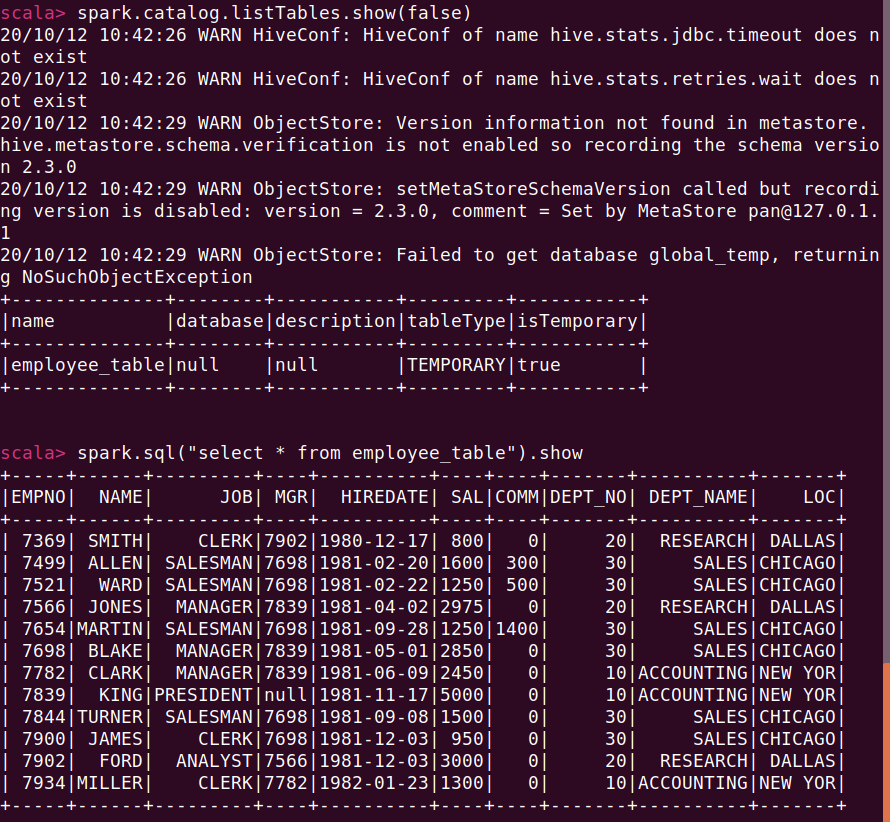 scala> spark.catalog.listTables.show(false)
20/10/12 10:42:26 WARN HiveConf: HiveConf of name hive.stats.jdbc.timeout does n
ot exist
20/10/12 10:42:26 WARN HiveConf: HiveConf of name hive.stats.retries.wait does n
ot exist
20/10/12 10:42:29 WARN ObjectStore: Version information not found in metastore. 
hive.metastore.schema.verification is not enabled so recording the schema versio
n 2.3.0
20/10/12 10:42:29 WARN ObjectStore: setMetaStoreSchemaVersion called but recordi
ng version is disabled: version = 2.3.0, comment = Set by MetaStore pan@127.0.1.
1
20/10/12 10:42:29 WARN ObjectStore: Failed to get database global_temp, returnin
g NoSuchObjectException
+--------------+--------+-----------+---------+-----------+
|name          |database|description|tableType|isTemporary|
+--------------+--------+-----------+---------+-----------+
|employee_table|null    |null       |TEMPORARY|true       |
+--------------+--------+-----------+---------+-----------+
scala> spark.sql("select * from employee_table").show
+-----+------+---------+----+----------+----+----+-------+----------+-------+
|EMPNO|  NAME|      JOB| MGR|  HIREDATE| SAL|COMM|DEPT_NO| DEPT_NAME|    LOC|
+-----+------+---------+----+----------+----+----+-------+----------+-------+
| 7369| SMITH|    CLERK|7902|1980-12-17| 800|   0|     20|  RESEARCH| DALLAS|
| 7499| ALLEN| SALESMAN|7698|1981-02-20|1600| 300|     30|     SALES|CHICAGO|
| 7521|  WARD| SALESMAN|7698|1981-02-22|1250| 500|     30|     SALES|CHICAGO|
| 7566| JONES|  MANAGER|7839|1981-04-02|2975|   0|     20|  RESEARCH| DALLAS|
| 7654|MARTIN| SALESMAN|7698|1981-09-28|1250|1400|     30|     SALES|CHICAGO|
| 7698| BLAKE|  MANAGER|7839|1981-05-01|2850|   0|     30|     SALES|CHICAGO|
| 7782| CLARK|  MANAGER|7839|1981-06-09|2450|   0|     10|ACCOUNTING|NEW YOR|
| 7839|  KING|PRESIDENT|null|1981-11-17|5000|   0|     10|ACCOUNTING|NEW YOR|
| 7844|TURNER| SALESMAN|7698|1981-09-08|1500|   0|     30|     SALES|CHICAGO|
| 7900| JAMES|    CLERK|7698|1981-12-03| 950|   0|     30|     SALES|CHICAGO|
| 7902|  FORD|  ANALYST|7566|1981-12-03|3000|   0|     20|  RESEARCH| DALLAS|
| 7934|MILLER|    CLERK|7782|1982-01-23|1300|   0|     10|ACCOUNTING|NEW YOR|
+-----+------+---------+----+----------+----+----+-------+----------+-------+